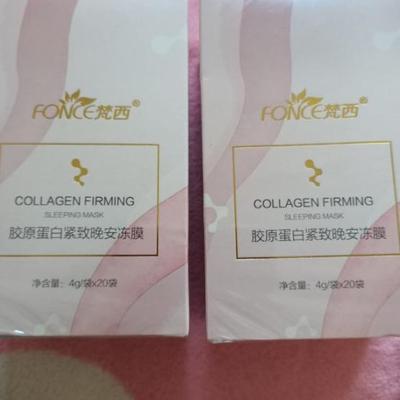 FONCE梵西®
COLLAGEN FIRMING
SLEEPING MASK
胶原蛋白紧致晚安冻膜
净含量：4g/袋x20袋
FONCE梵西®
COLLAGEN FIRMING
SLEEPING MASK
胶原蛋白紧致晚安冻膜
净含量：4g/袋x20袋